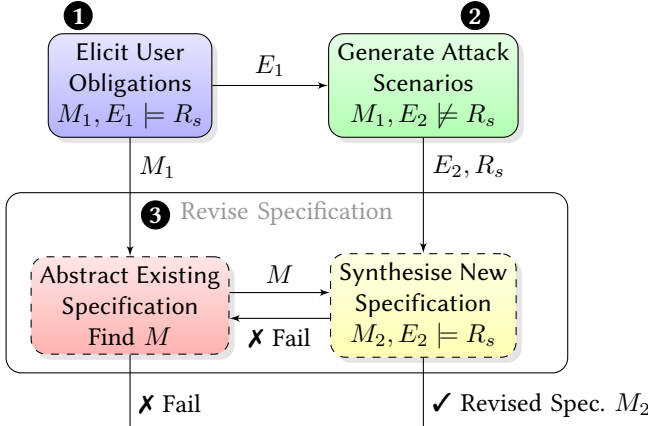 1
Elicit User
Obligations
M₁, E₁ ⊨ Rₛ
E₁
2
Generate Attack
Scenarios
M₁, E₂ ⊭ Rₛ
M₁
E₂, Rₛ
3 Revise Specification
Abstract Existing
Specification
Find M
M
✗ Fail
Synthesise New
Specification
M₂, E₂ ⊨ Rₛ
✗ Fail
✓ Revised Spec. M₂